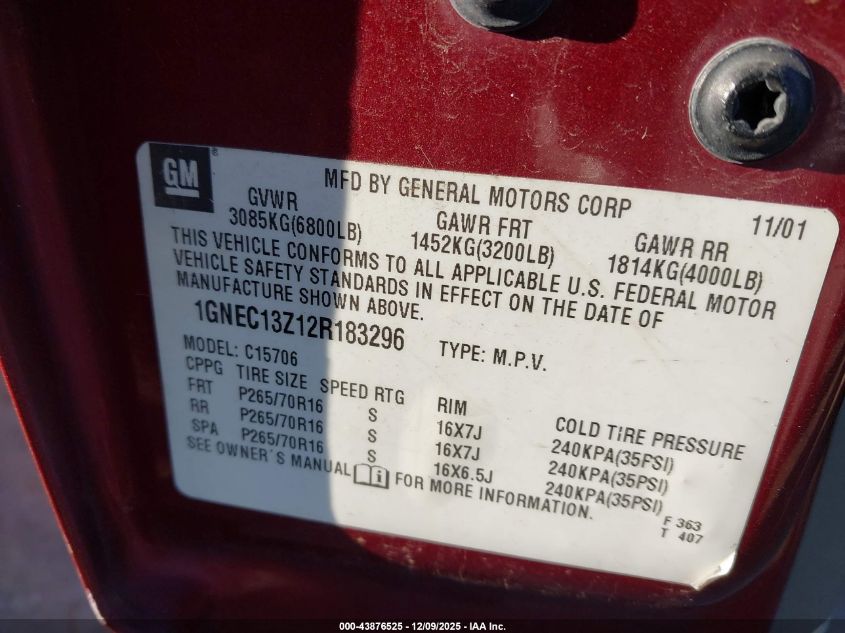 GM
MFD BY GENERAL MOTORS CORP 11/01
GVWR GAWR FRT GAWR RR
3085KG(6800LB) 1452KG(3200LB) 1814KG(4000LB)
THIS VEHICLE CONFORMS TO ALL APPLICABLE U.S. FEDERAL MOTOR
VEHICLE SAFETY STANDARDS IN EFFECT ON THE DATE OF
MANUFACTURE SHOWN ABOVE.
1GNEC13Z12R183296 TYPE: M.P.V.
MODEL: C15706
CPPG TIRE SIZE SPEED RTG RIM COLD TIRE PRESSURE
FRT P265/70R16 S 16X7J 240KPA(35PSI)
RR P265/70R16 S 16X7J 240KPA(35PSI)
SPA P265/70R16 S 16X6.5J 240KPA(35PSI)
SEE OWNER'S MANUAL i FOR MORE INFORMATION.
F 363
T 407
000-43876525 - 12/09/2025 - IAA Inc.